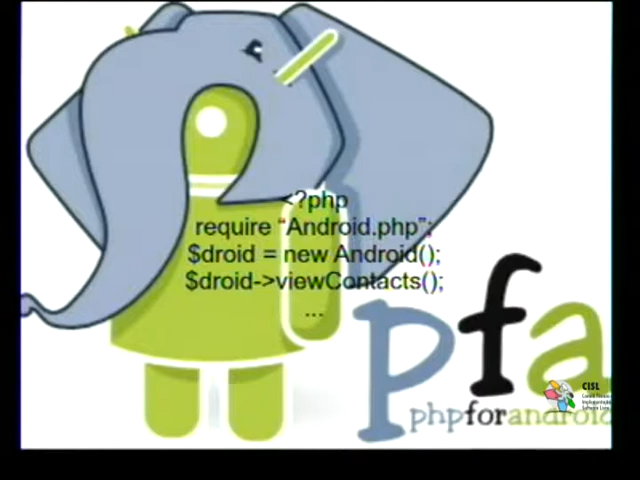 <?php
require “Android.php”;
$droid = new Android();
$droid->viewContacts();
...
pfa
phpforandroid
CISL